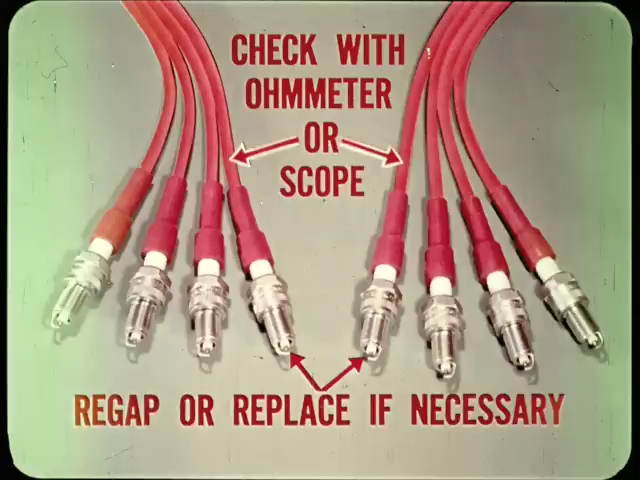 CHECK WITH
OHMMETER
OR
SCOPE
REGAP OR REPLACE IF NECESSARY